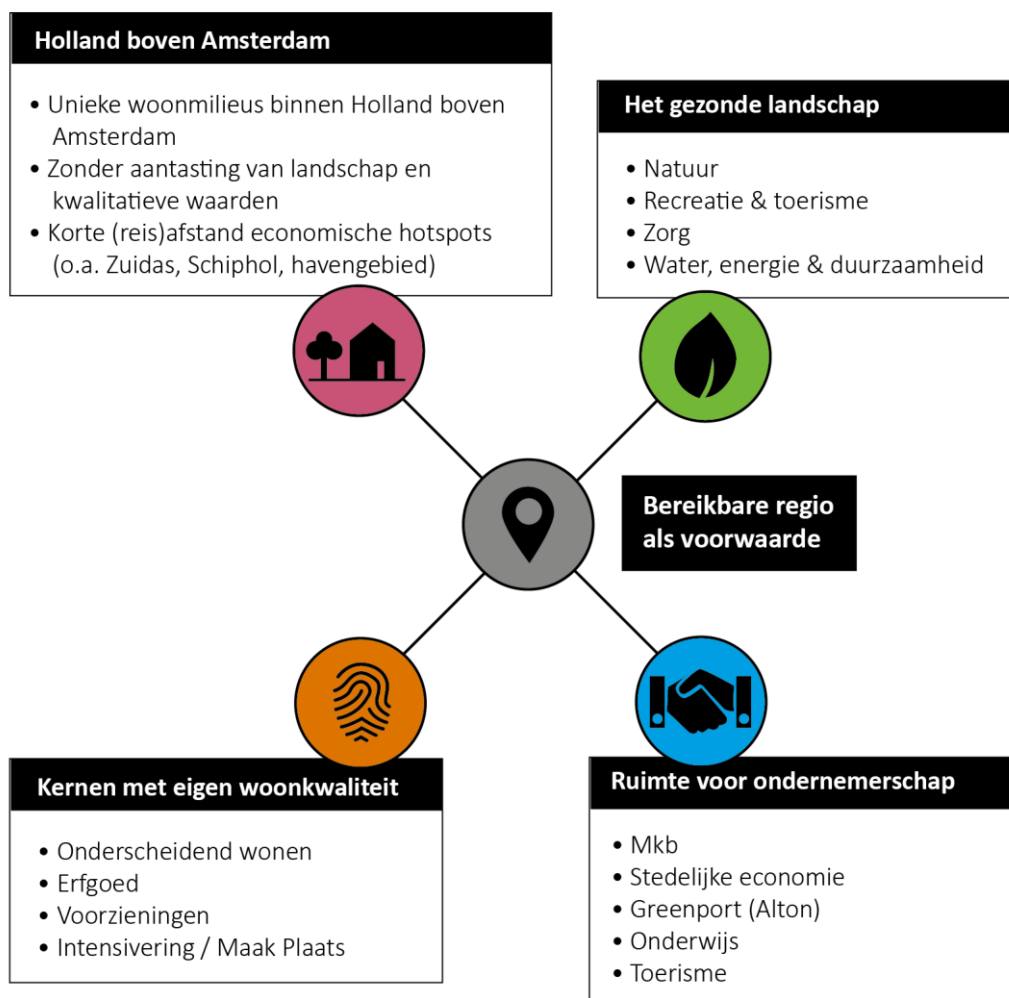 Holland boven Amsterdam
• Unieke woonmilieus binnen Holland boven
Amsterdam
• Zonder aantasting van landschap en
kwalitatieve waarden
• Korte (reis)afstand economische hotspots
(o.a. Zuidas, Schiphol, havengebied)
Het gezonde landschap
• Natuur
• Recreatie & toerisme
• Zorg
• Water, energie & duurzaamheid
Bereikbare regio
als voorwaarde
Kernen met eigen woonkwaliteit
• Onderscheidend wonen
• Erfgoed
• Voorzieningen
• Intensivering / Maak Plaats
Ruimte voor ondernemerschap
• Mkb
• Stedelijke economie
• Greenport (Alton)
• Onderwijs
• Toerisme